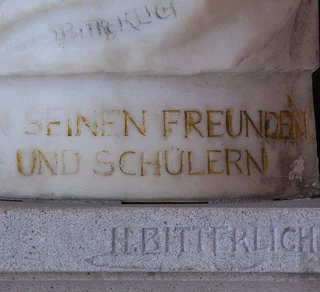 H BITTERLICH
N SEINEN FREUNDEN
UND SCHÜLERN
H. BITTERLICH